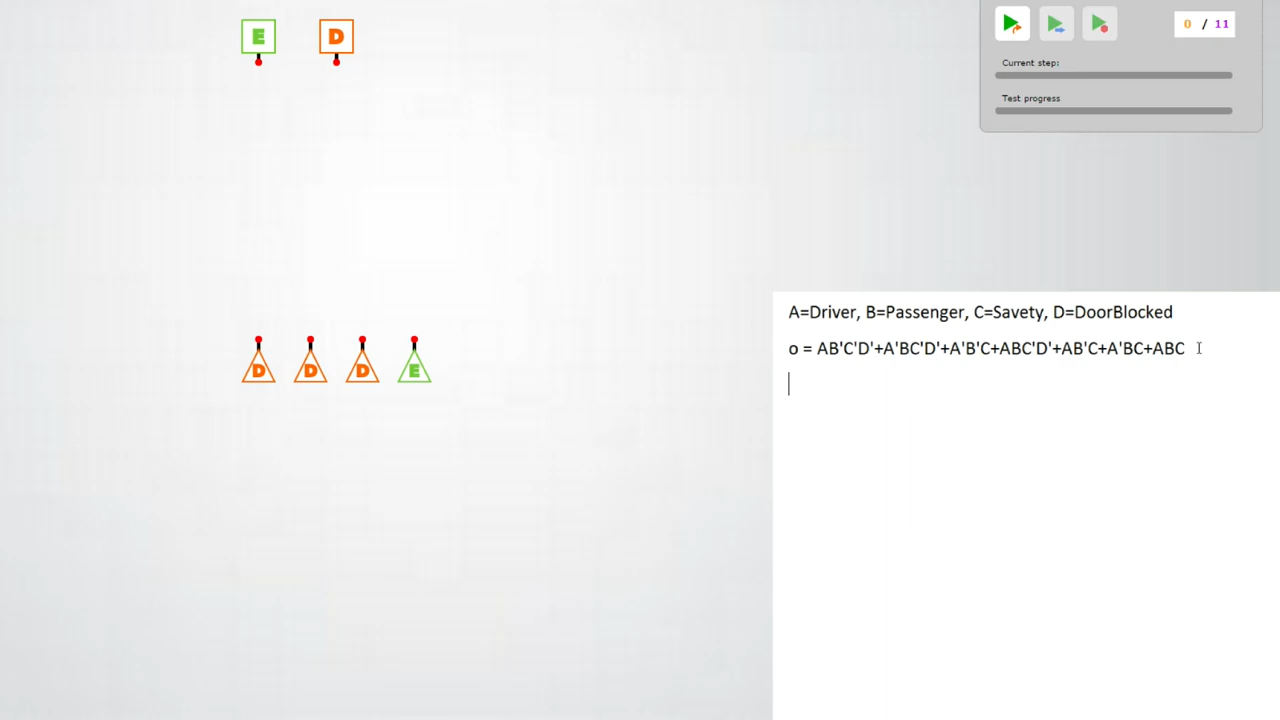 E D
0 / 11
Current step:
Test progress
A=Driver, B=Passenger, C=Savety, D=DoorBlocked
o = AB'C'D'+A'BC'D'+A'B'C+ABC'D'+AB'C+A'BC+ABC
D D D E